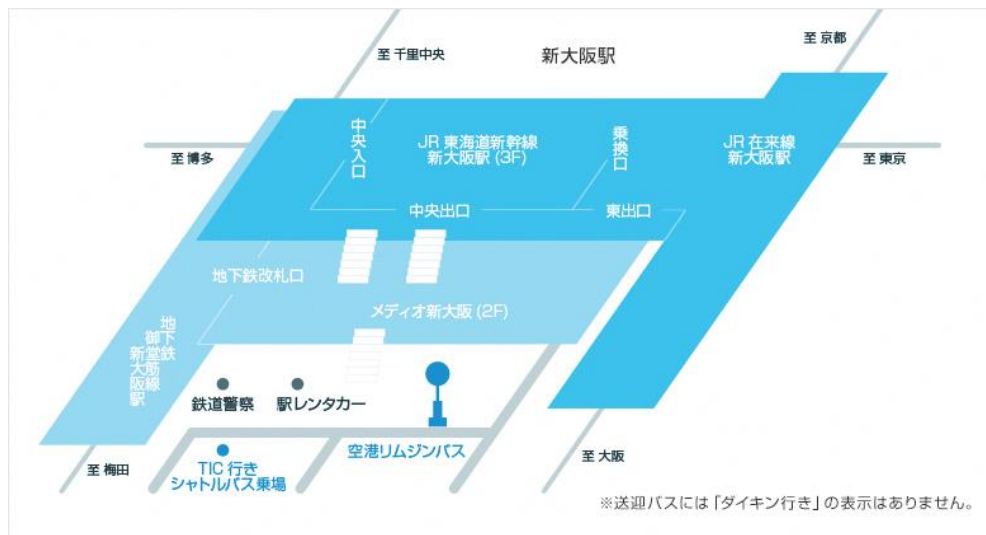 新大阪駅
至 京都
至 千里中央
至 博多
中央入口
JR 東海道新幹線
新大阪駅 (3F)
乗換口
JR 在来線
新大阪駅
至 東京
中央出口
東出口
地下鉄改札口
メディオ新大阪 (2F)
地下鉄
御堂筋線
新大阪駅
鉄道警察
駅レンタカー
空港リムジンバス
TIC 行き
シャトルバス乗場
至 梅田
至 大阪
※送迎バスには「ダイキン行き」の表示はありません。